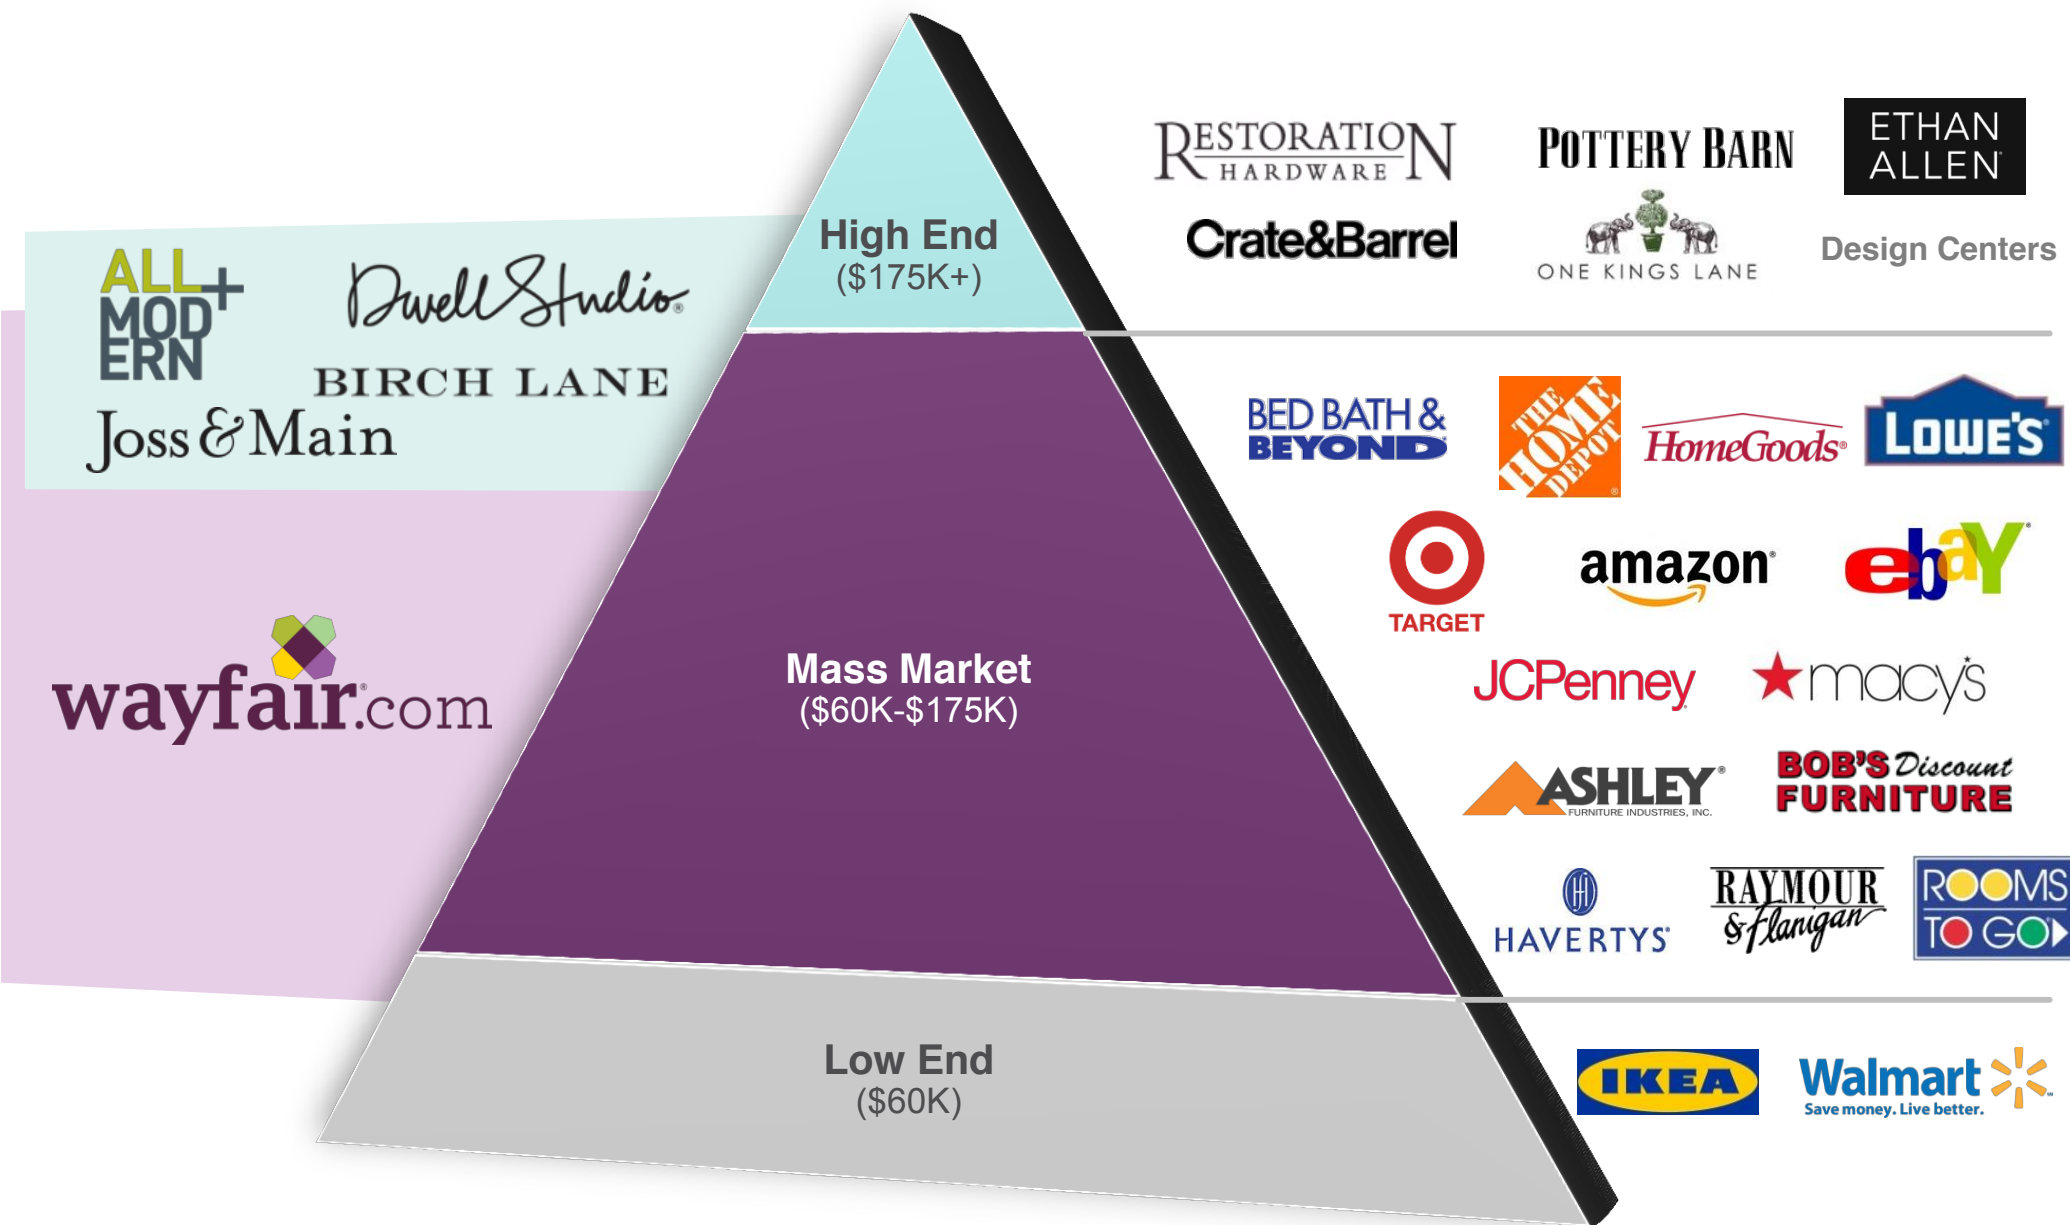 RESTORATION
HARDWARE
POTTERY BARN
ETHAN
ALLEN
Crate&Barrel
ONE KINGS LANE
Design Centers
High End
($175K+)
ALL+
MOD
ERN
DwellStudio®
BIRCH LANE
Joss&Main
BED BATH &
BEYOND
THE
HOME
DEPOT
HomeGoods®
LOWE'S
TARGET
amazon
ebaY
wayfair.com
Mass Market
($60K-$175K)
JCPenney
macy's
ASHLEY®
FURNITURE INDUSTRIES, INC.
BOB'S Discount
FURNITURE
HAVERTYS
RAYMOUR
& Flanigan
ROOMS
TO GO
Low End
($60K)
IKEA
Walmart
Save money. Live better.